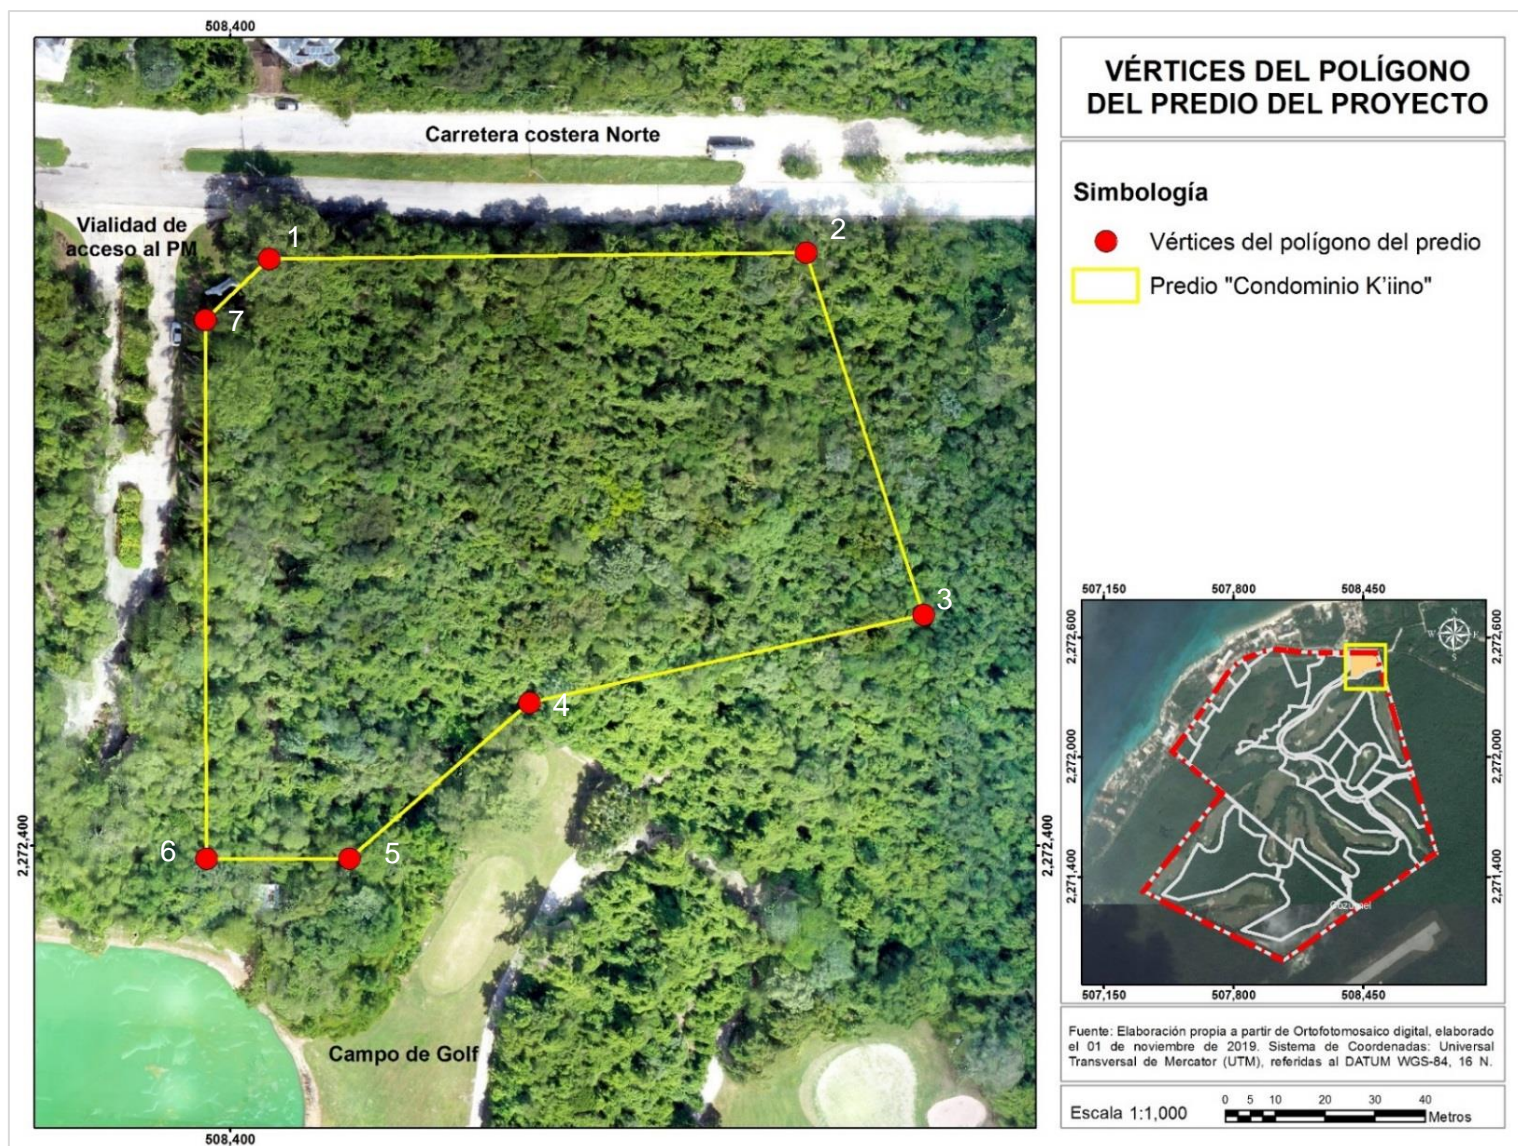 508,400
VÉRTICES DEL POLÍGONO
DEL PREDIO DEL PROYECTO
Carretera costera Norte
Simbología
Vialidad de
acceso al PM
Vértices del polígono del predio
Predio "Condominio K'iino"
1
2
3
4
5
6
7
2,272,400
2,272,400
Campo de Golf
508,400
507,150
507,800
508,450
2,272,600
2,272,000
2,271,400
2,272,600
2,272,000
2,271,400
N
W
E
S
Cozumel
507,150
507,800
508,450
Fuente: Elaboración propia a partir de Ortofotomosaico digital, elaborado
el 01 de noviembre de 2019. Sistema de Coordenadas: Universal
Transversal de Mercator (UTM), referidas al DATUM WGS-84, 16 N.
Escala 1:1,000
0 5 10 20 30 40
Metros